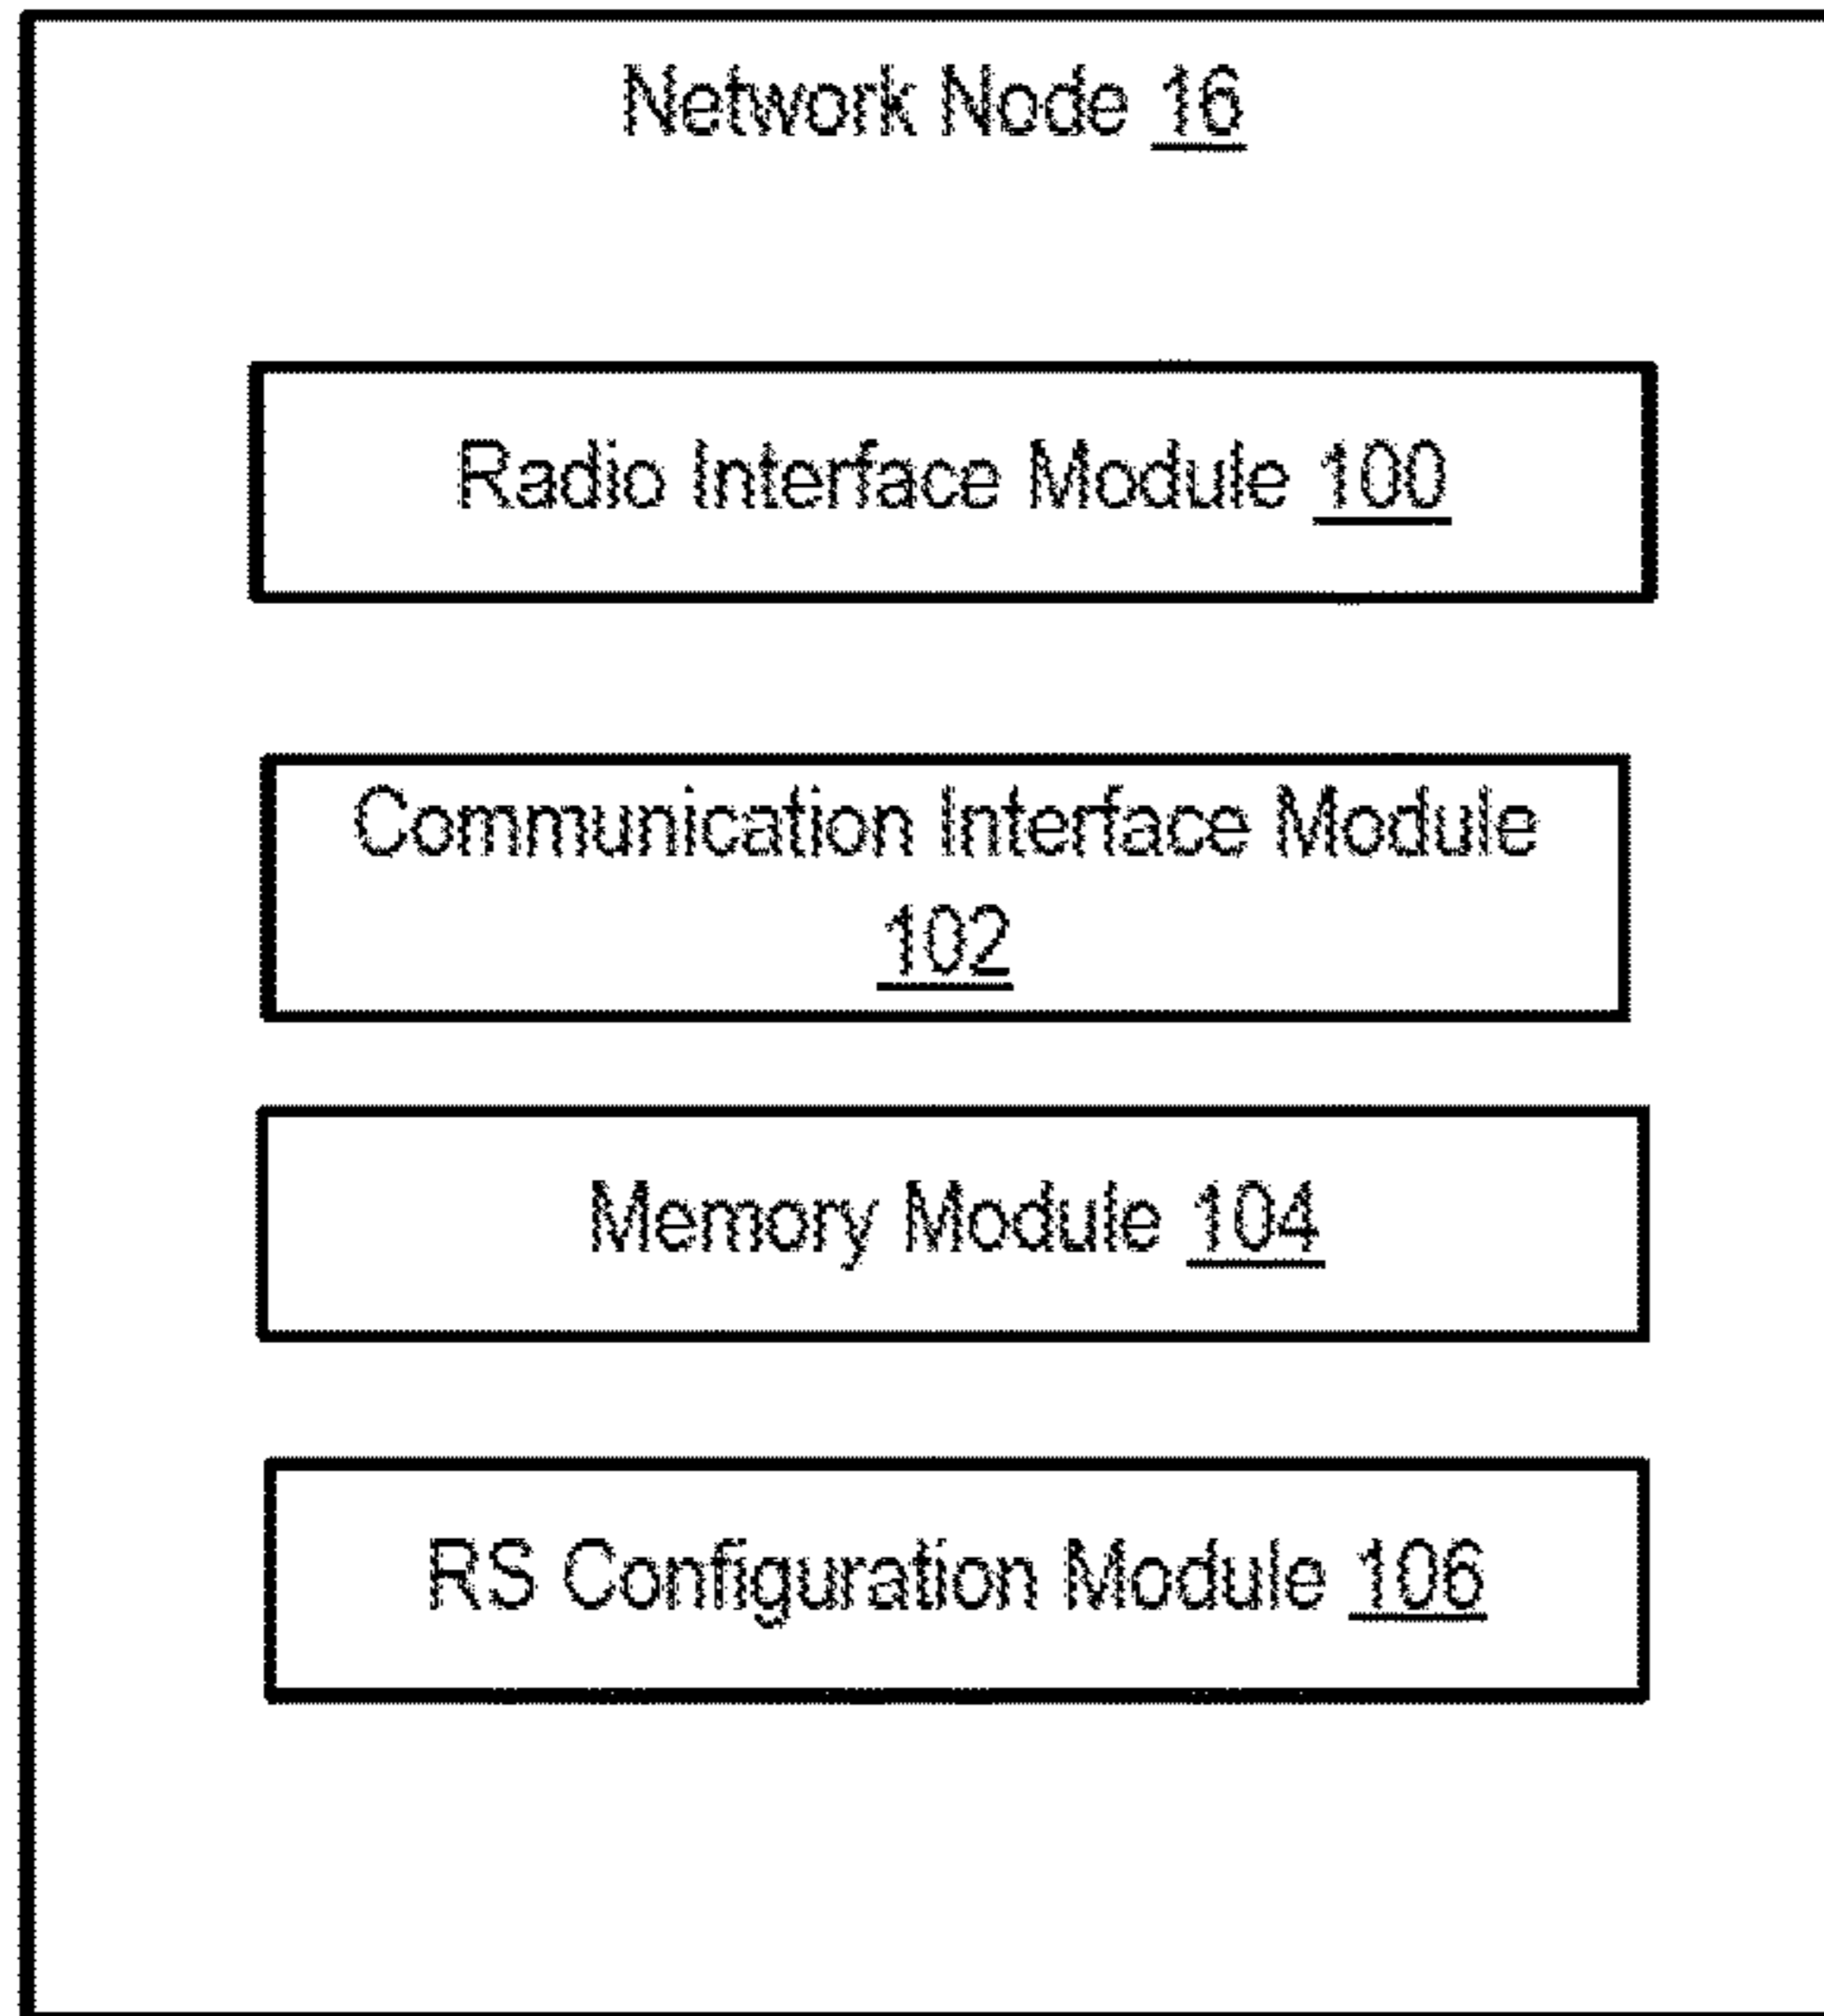 Network Node 16
Radio Interface Module 100
Communication Interface Module
102
Memory Module 104
RS Configuration Module 106